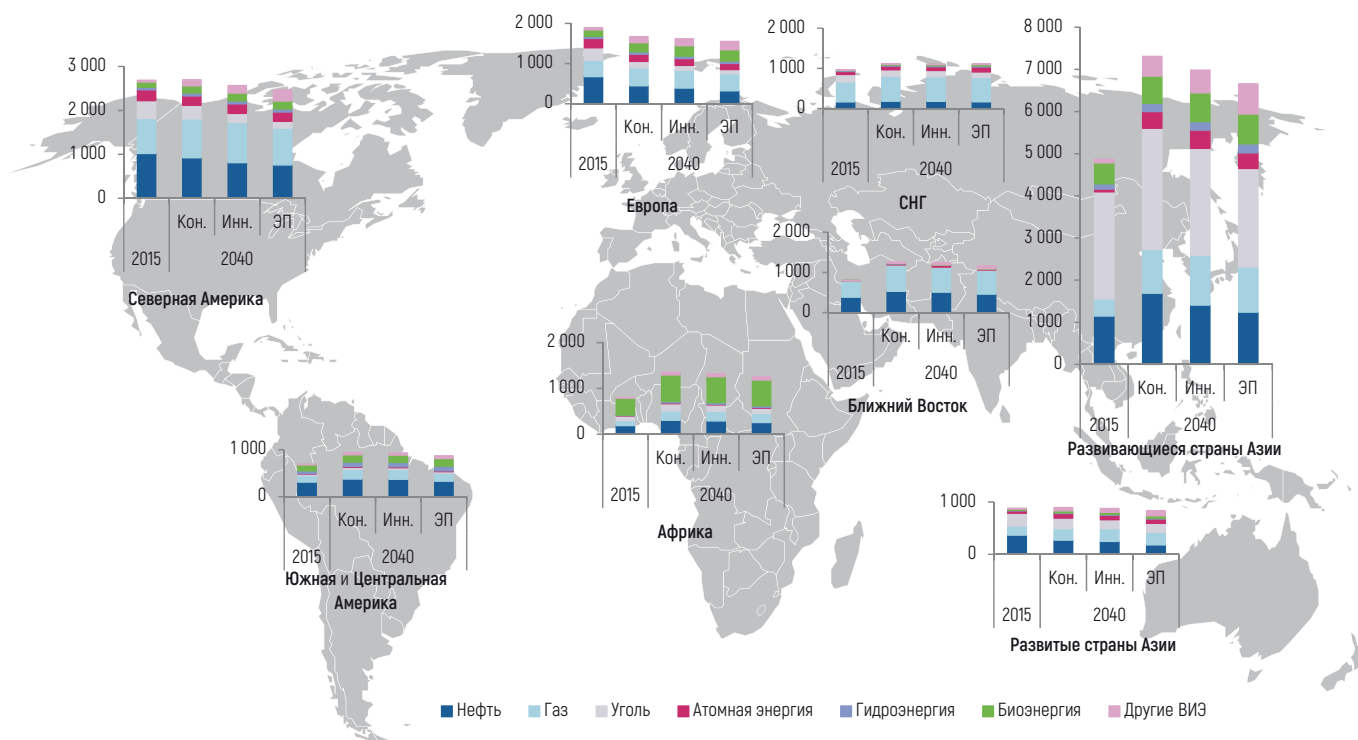 3 000
2 000
1 000
0
Кон.
Инн.
ЭП
2015
2040
Северная Америка
2 000
1 000
0
Кон.
Инн.
ЭП
2015
2040
Европа
2 000
1 000
0
Кон.
Инн.
ЭП
2015
2040
СНГ
8 000
7 000
6 000
5 000
4 000
3 000
2 000
1 000
0
Кон.
Инн.
ЭП
2015
2040
Развивающиеся страны Азии
2 000
1 000
0
Кон.
Инн.
ЭП
2015
2040
Ближний Восток
2 000
1 000
0
Кон.
Инн.
ЭП
2015
2040
Африка
1 000
0
Кон.
Инн.
ЭП
2015
2040
Южная и Центральная
Америка
1 000
0
Кон.
Инн.
ЭП
2015
2040
Развитые страны Азии
Нефть Газ Уголь Атомная энергия Гидроэнергия Биоэнергия Другие ВИЭ